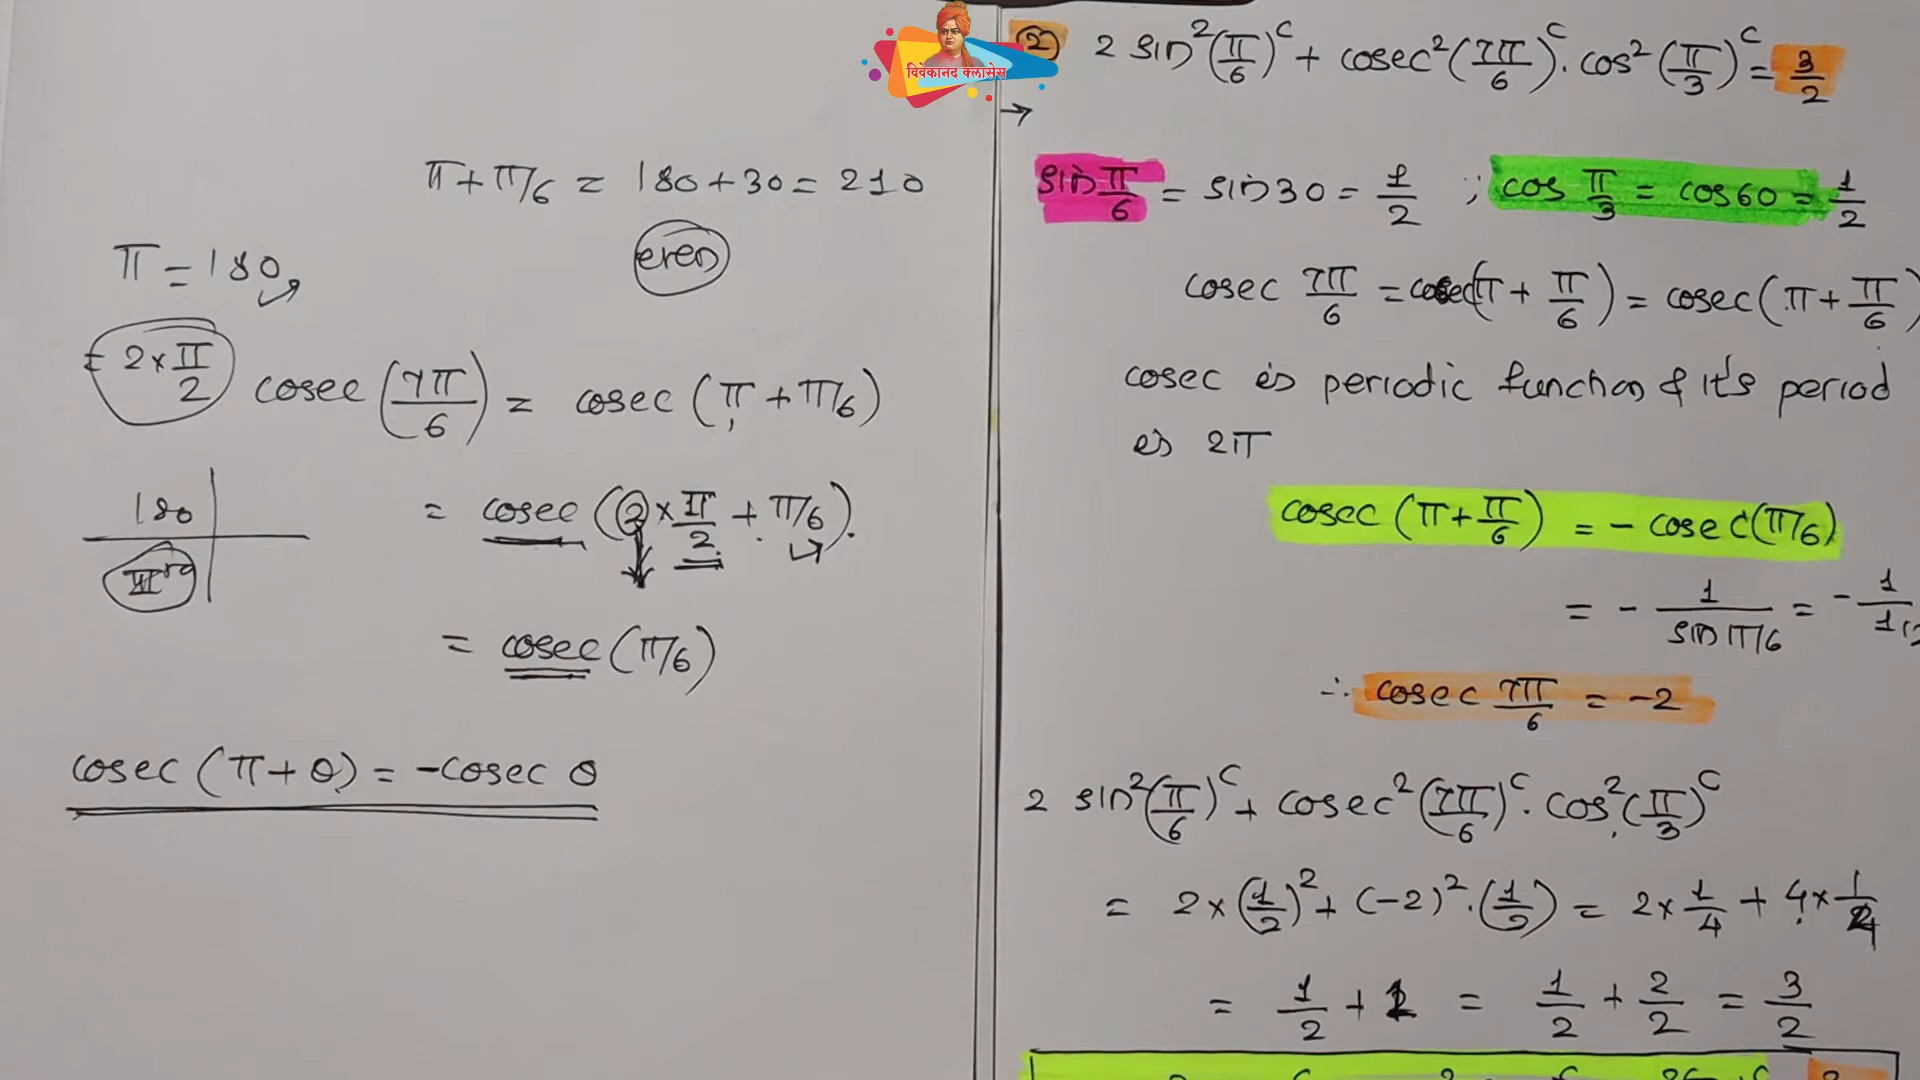 विवेकानंद क्लासेस
π + π/6 = 180 + 30 = 210
even
π = 180
= 2 × π/2
cosec (7π/6) = cosec (π + π/6)
180
= cosec (2 × π/2 + π/6).
IIIrd
= cosec (π/6)
cosec (π + θ) = -cosec θ
② 2 sin²(π/6)ᶜ + cosec²(7π/6)ᶜ . cos²(π/3)ᶜ = 3/2
→
sin π/6 = sin 30 = 1/2 ; cos π/3 = cos 60 = 1/2
cosec 7π/6 = cosec(π + π/6) = cosec (π + π/6)
cosec is periodic function & it's period
is 2π
cosec (π + π/6) = - cosec (π/6)
= - 1/sin π/6 = - 1/1/2
∴ cosec 7π/6 = -2
2 sin²(π/6)ᶜ + cosec²(7π/6)ᶜ . cos²(π/3)ᶜ
= 2 × (1/2)² + (-2)² . (1/2) = 2 × 1/4 + 4 × 1/4
= 1/2 + 1 = 1/2 + 2/2 = 3/2